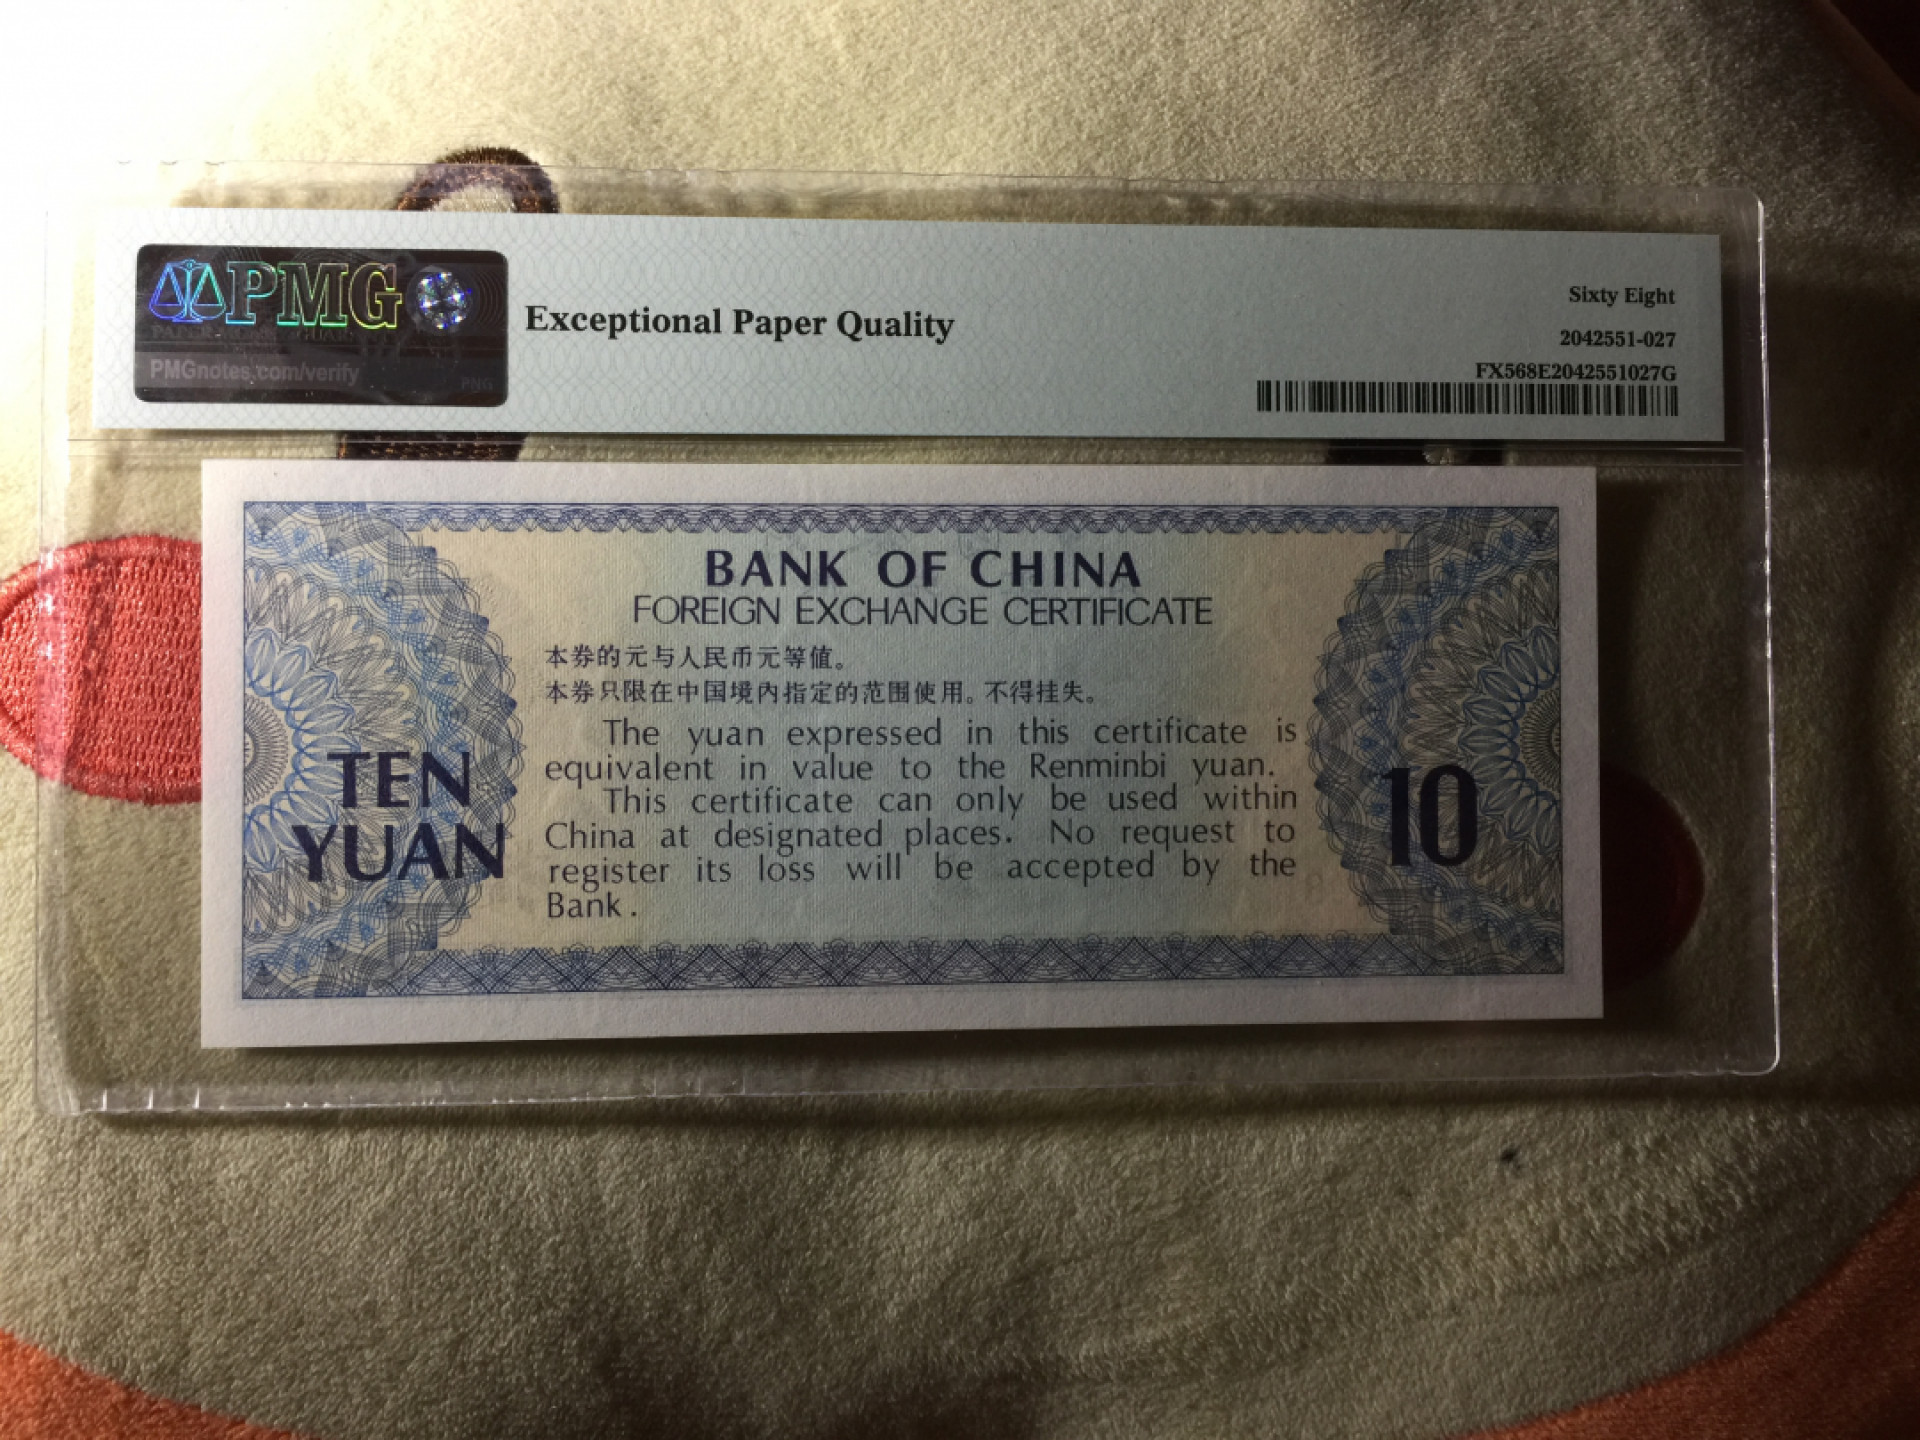 PMG
PMGnotes.com/verify
PNG
Exceptional Paper Quality
Sixty Eight
2042551-027
FX568E2042551027G
BANK OF CHINA
FOREIGN EXCHANGE CERTIFICATE
本券的元与人民币元等值。
本券只限在中国境内指定的范围使用。不得挂失。
The yuan expressed in this certificate is
equivalent in value to the Renminbi yuan.
This certificate can only be used within
China at designated places. No request to
register its loss will be accepted by the
Bank.
TEN
YUAN
10